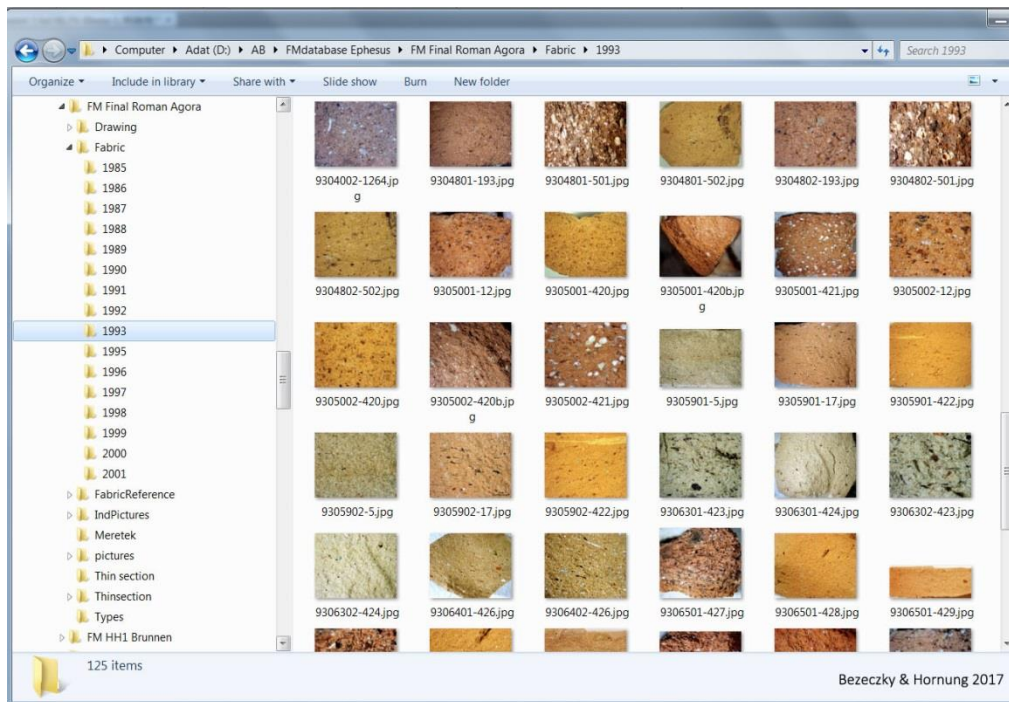 Computer ▸ Adat (D:) ▸ AB ▸ FMdatabase Ephesus ▸ FM Final Roman Agora ▸ Fabric ▸ 1993
Search 1993
Organize ▾ Include in library ▾ Share with ▾ Slide show Burn New folder
FM Final Roman Agora
Drawing
Fabric
1985
1986
1987
1988
1989
1990
1991
1992
1993
1995
1996
1997
1998
1999
2000
2001
FabricReference
IndPictures
Meretek
pictures
Thin section
Thinsection
Types
FM HH1 Brunnen
9304002-1264.jp
g
9304801-193.jpg
9304801-501.jpg
9304801-502.jpg
9304802-193.jpg
9304802-501.jpg
9304802-502.jpg
9305001-12.jpg
9305001-420.jpg
9305001-420b.jp
g
9305001-421.jpg
9305002-12.jpg
9305002-420.jpg
9305002-420b.jp
g
9305002-421.jpg
9305901-5.jpg
9305901-17.jpg
9305901-422.jpg
9305902-5.jpg
9305902-17.jpg
9305902-422.jpg
9306301-423.jpg
9306301-424.jpg
9306302-423.jpg
9306302-424.jpg
9306401-426.jpg
9306402-426.jpg
9306501-427.jpg
9306501-428.jpg
9306501-429.jpg
125 items
Bezeczky & Hornung 2017